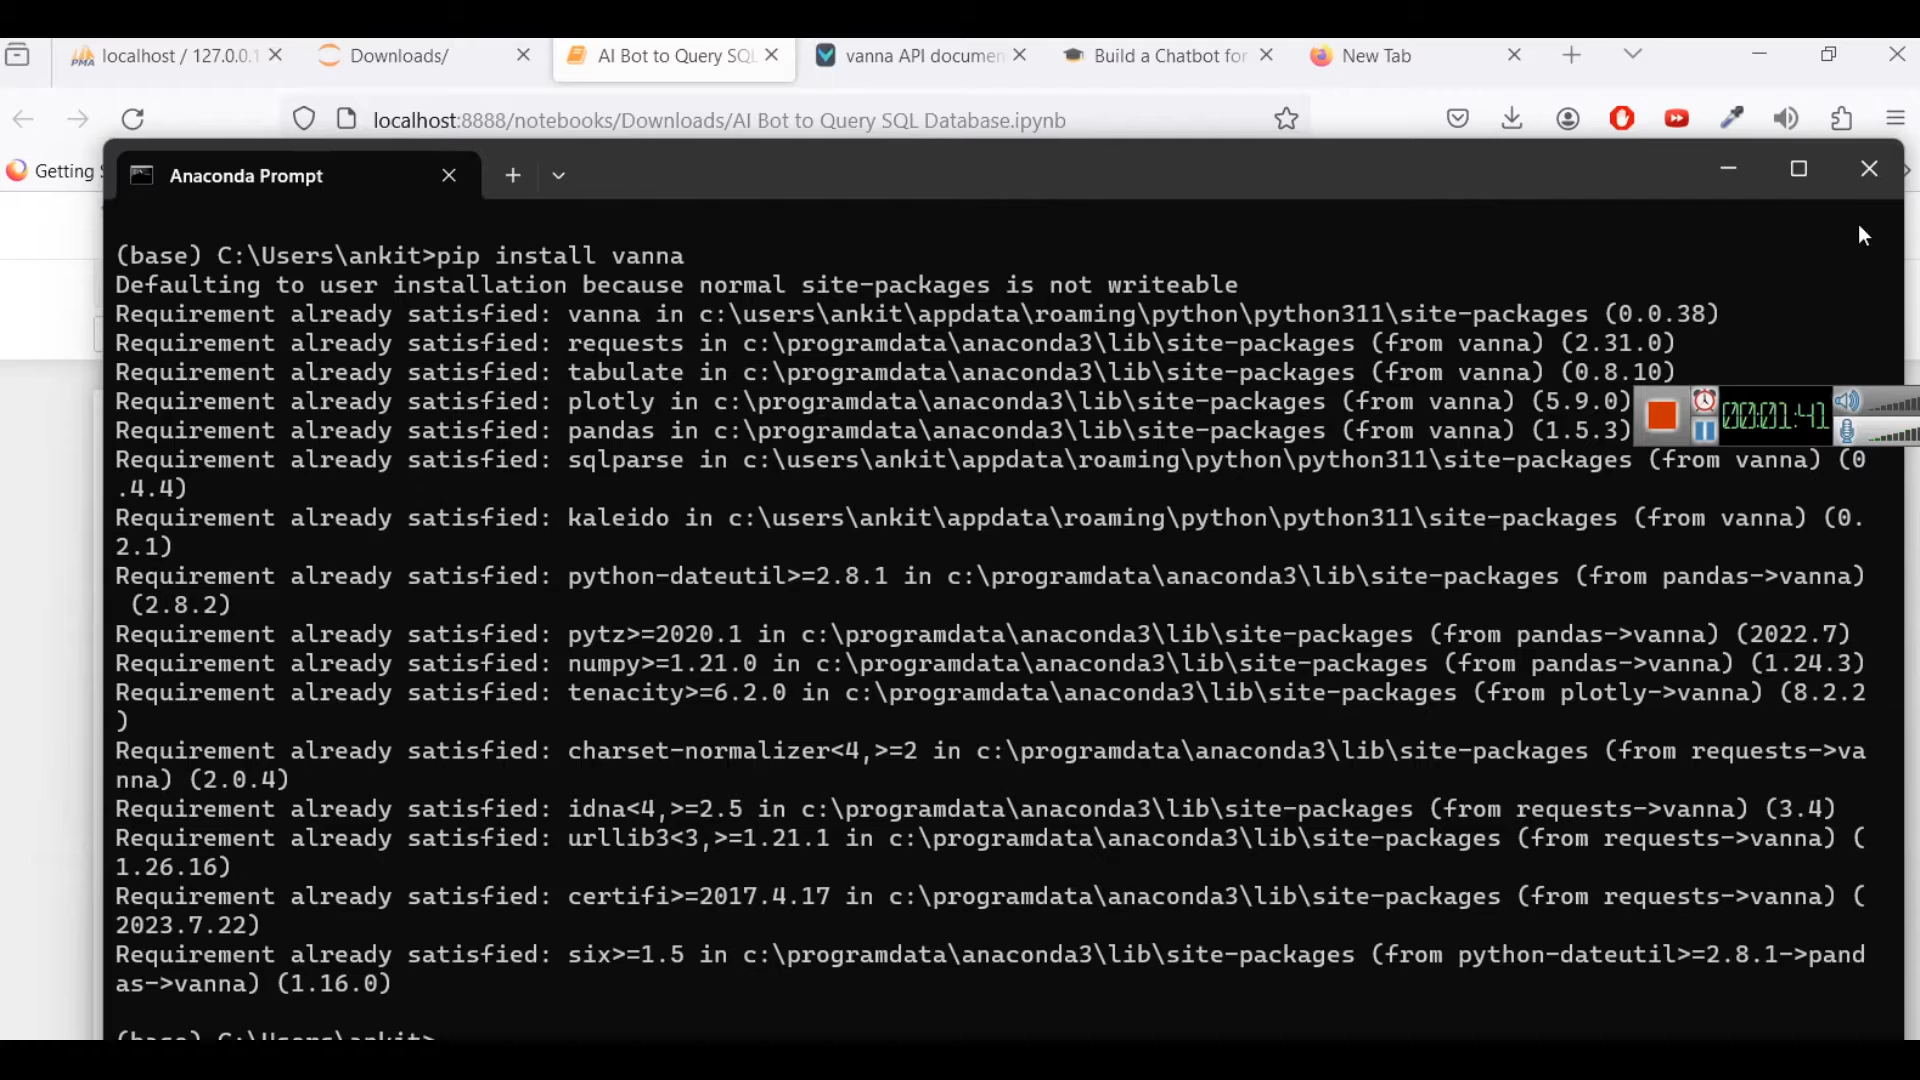 localhost / 127.0.0.1
Downloads/
AI Bot to Query SQL
vanna API documen
Build a Chatbot for
New Tab
localhost:8888/notebooks/Downloads/AI Bot to Query SQL Database.ipynb
Getting
Anaconda Prompt
(base) C:\Users\ankit>pip install vanna
Defaulting to user installation because normal site-packages is not writeable
Requirement already satisfied: vanna in c:\users\ankit\appdata\roaming\python\python311\site-packages (0.0.38)
Requirement already satisfied: requests in c:\programdata\anaconda3\lib\site-packages (from vanna) (2.31.0)
Requirement already satisfied: tabulate in c:\programdata\anaconda3\lib\site-packages (from vanna) (0.8.10)
Requirement already satisfied: plotly in c:\programdata\anaconda3\lib\site-packages (from vanna) (5.9.0)
00:01:41
Requirement already satisfied: pandas in c:\programdata\anaconda3\lib\site-packages (from vanna) (1.5.3)
Requirement already satisfied: sqlparse in c:\users\ankit\appdata\roaming\python\python311\site-packages (from vanna) (0
.4.4)
Requirement already satisfied: kaleido in c:\users\ankit\appdata\roaming\python\python311\site-packages (from vanna) (0.
2.1)
Requirement already satisfied: python-dateutil>=2.8.1 in c:\programdata\anaconda3\lib\site-packages (from pandas->vanna)
(2.8.2)
Requirement already satisfied: pytz>=2020.1 in c:\programdata\anaconda3\lib\site-packages (from pandas->vanna) (2022.7)
Requirement already satisfied: numpy>=1.21.0 in c:\programdata\anaconda3\lib\site-packages (from pandas->vanna) (1.24.3)
Requirement already satisfied: tenacity>=6.2.0 in c:\programdata\anaconda3\lib\site-packages (from plotly->vanna) (8.2.2
)
Requirement already satisfied: charset-normalizer<4,>=2 in c:\programdata\anaconda3\lib\site-packages (from requests->va
nna) (2.0.4)
Requirement already satisfied: idna<4,>=2.5 in c:\programdata\anaconda3\lib\site-packages (from requests->vanna) (3.4)
Requirement already satisfied: urllib3<3,>=1.21.1 in c:\programdata\anaconda3\lib\site-packages (from requests->vanna) (
1.26.16)
Requirement already satisfied: certifi>=2017.4.17 in c:\programdata\anaconda3\lib\site-packages (from requests->vanna) (
2023.7.22)
Requirement already satisfied: six>=1.5 in c:\programdata\anaconda3\lib\site-packages (from python-dateutil>=2.8.1->pand
as->vanna) (1.16.0)
(base) C:\Users\ankit>